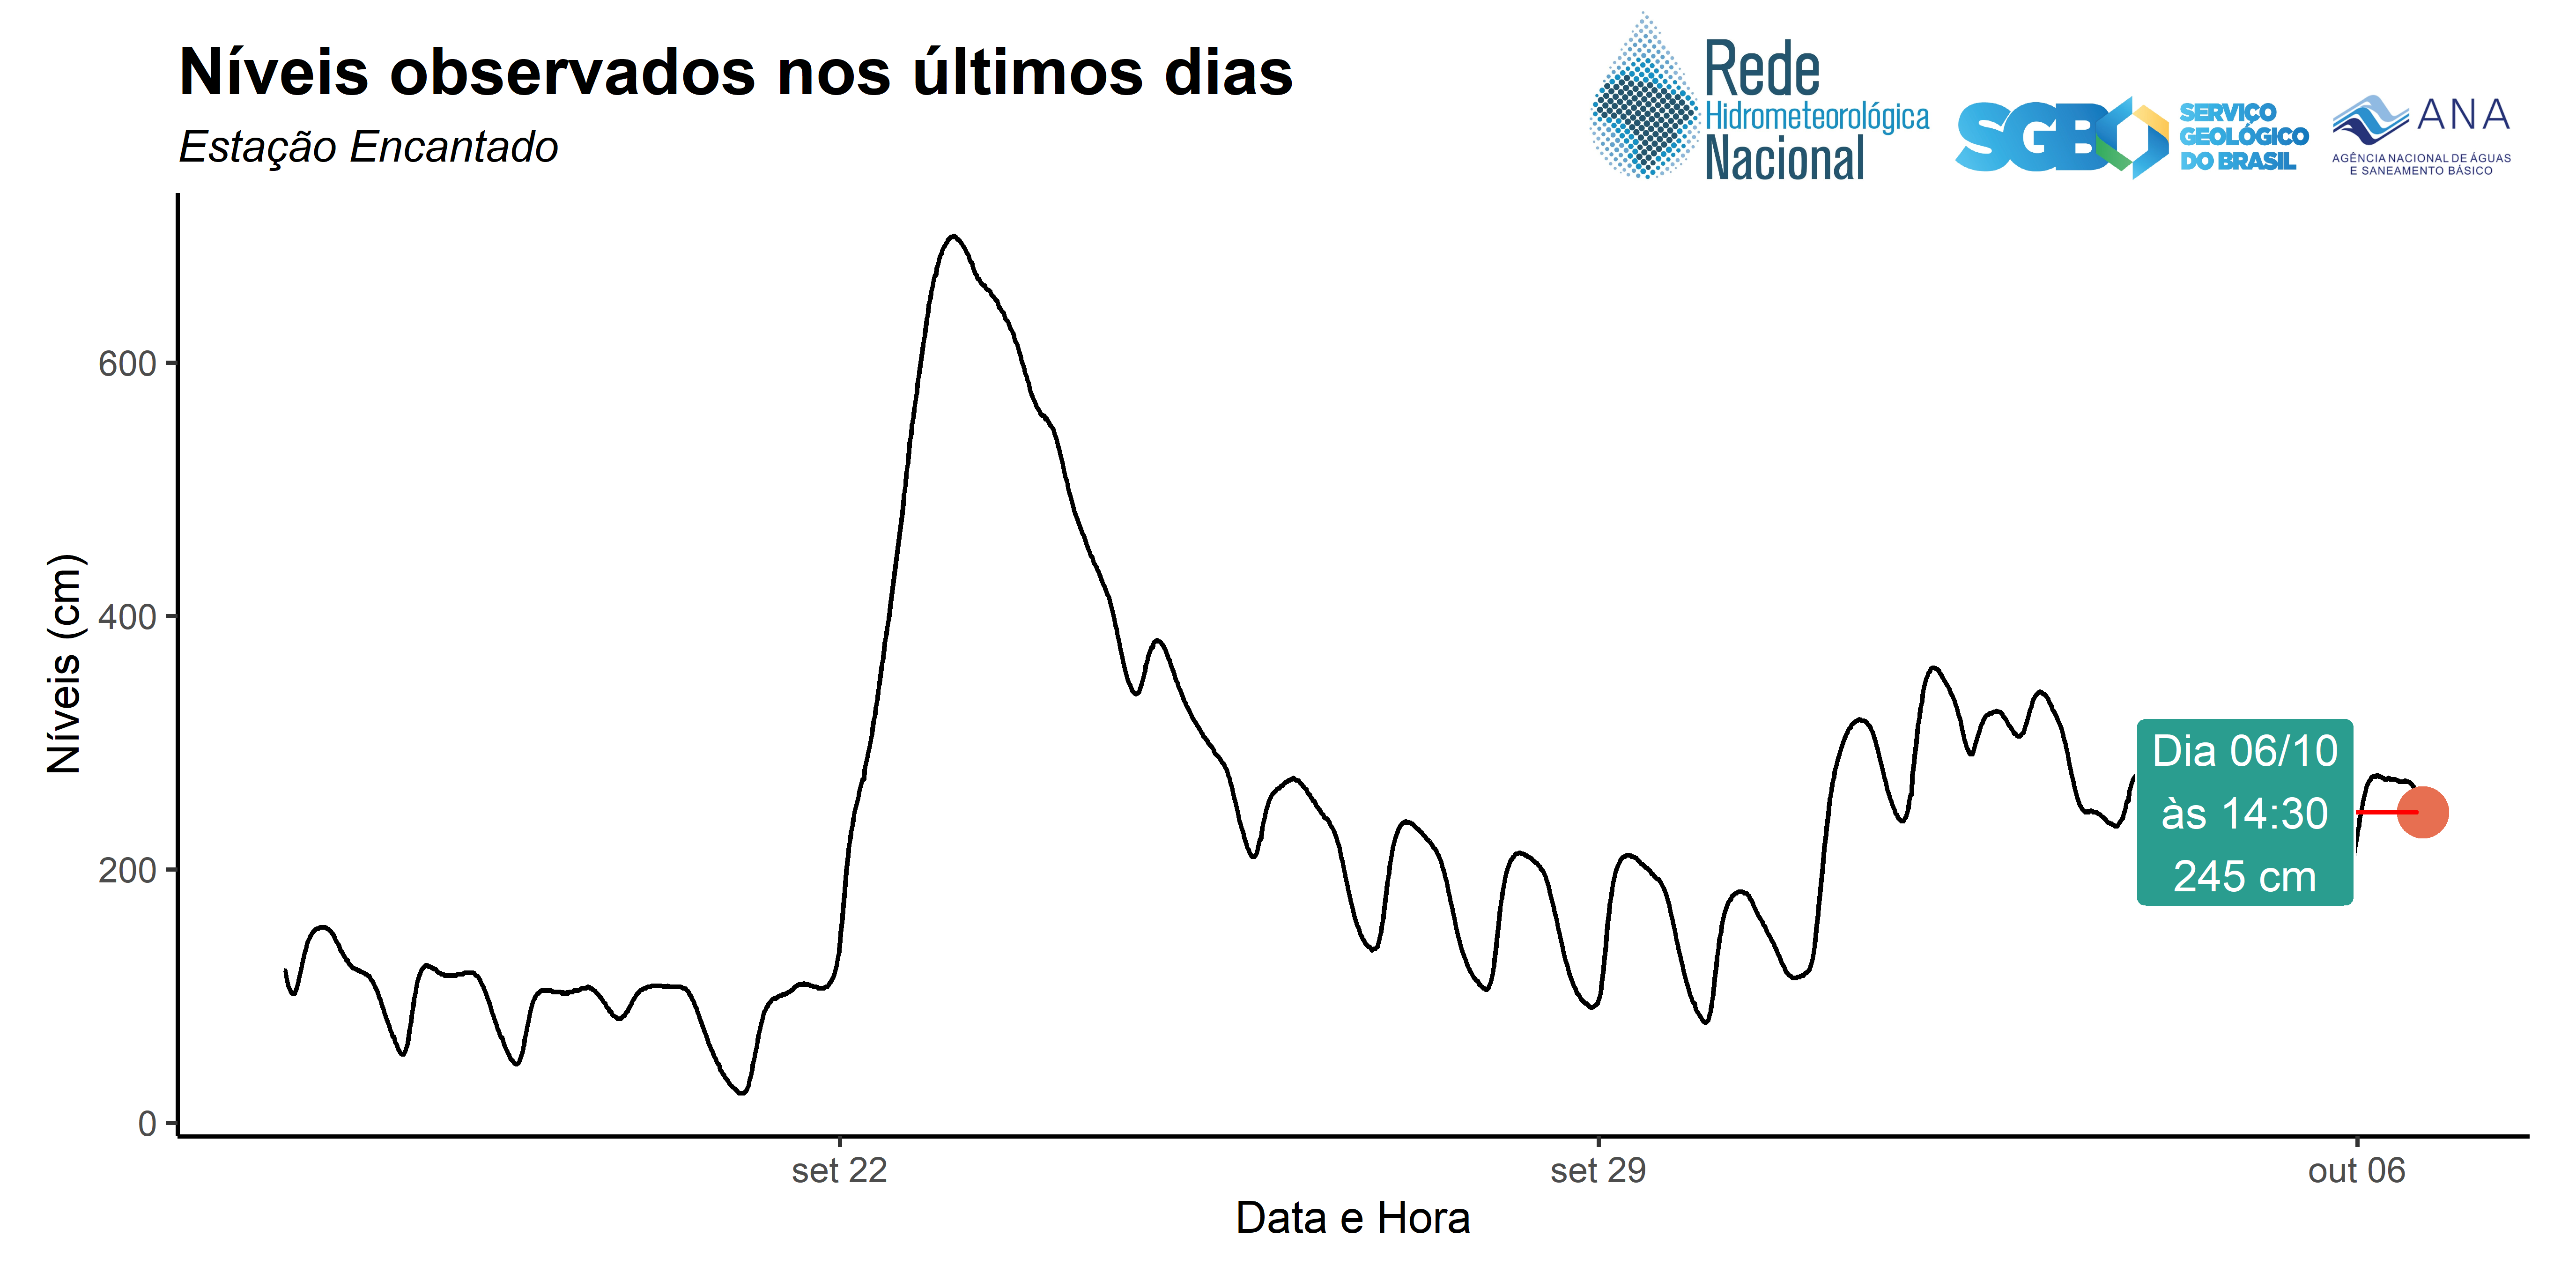 Níveis observados nos últimos dias
Estação Encantado
Rede
Hidrometeorológica
Nacional
SGB
SERVIÇO
GEOLÓGICO
DO BRASIL
ANA
AGÊNCIA NACIONAL DE ÁGUAS
E SANEAMENTO BÁSICO
Níveis (cm)
600
400
200
0
Dia 06/10
às 14:30
245 cm
set 22
set 29
out 06
Data e Hora